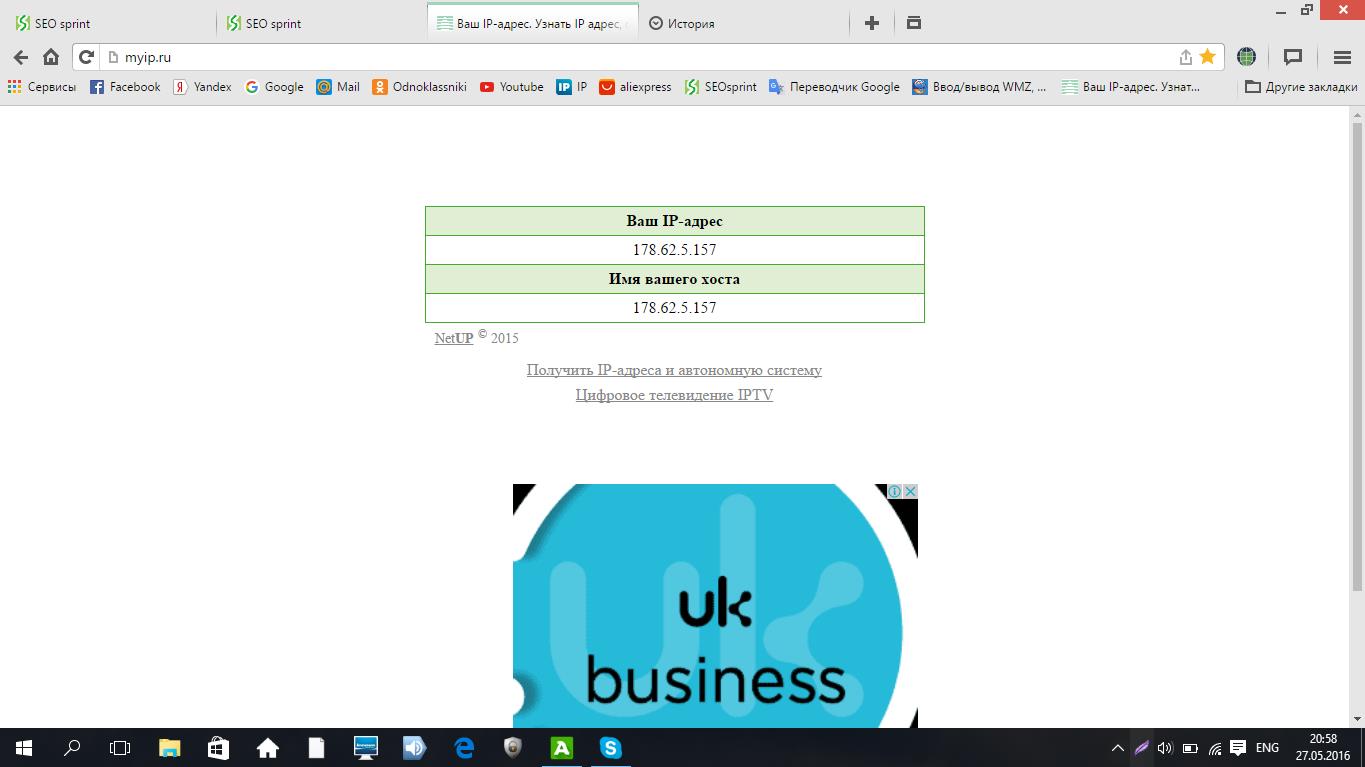 SEO sprint
SEO sprint
Ваш IP-адрес. Узнать IP адрес,
История
myip.ru
Сервисы Facebook Yandex Google Mail Odnoklassniki Youtube IP IP aliexpress SEOsprint Переводчик Google Ввод/вывод WMZ, ... Ваш IP-адрес. Узнат... Другие закладки
Ваш IP-адрес
178.62.5.157
Имя вашего хоста
178.62.5.157
NetUP © 2015
Получить IP-адреса и автономную систему
Цифровое телевидение IPTV
uk
uk
business
ENG
20:58
27.05.2016